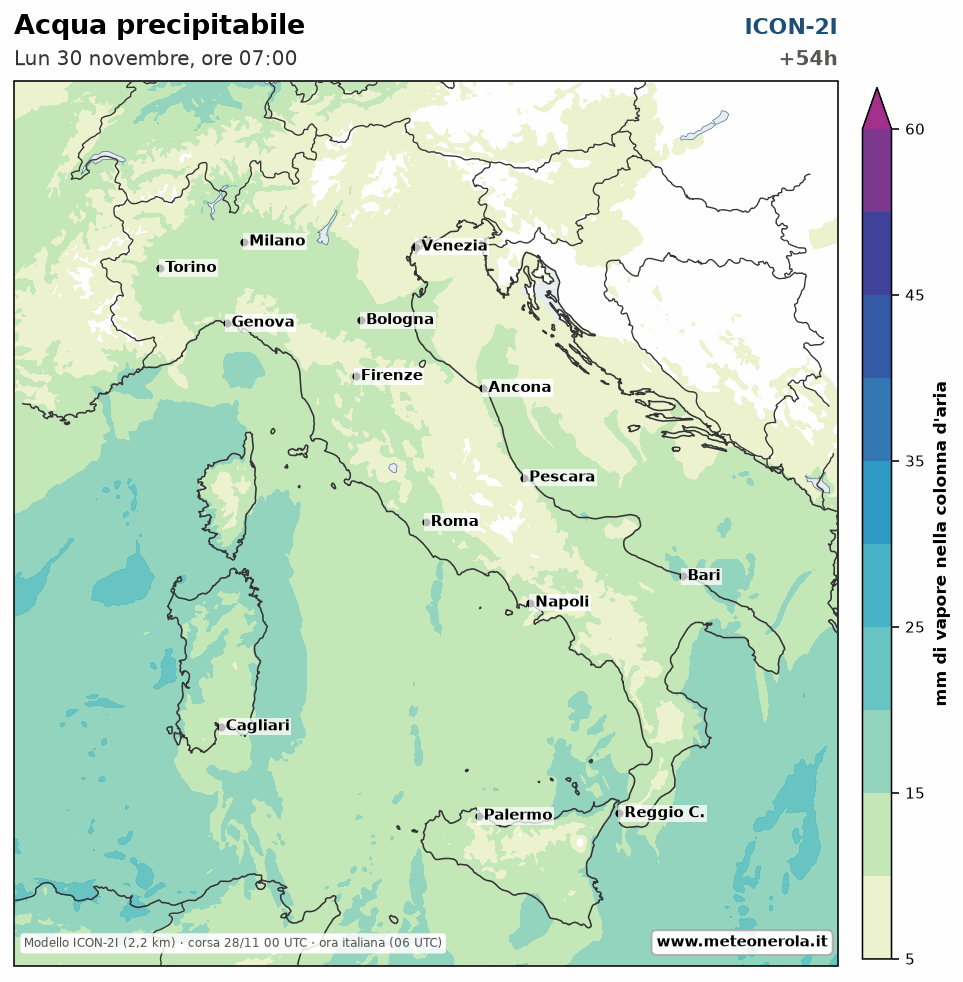 Acqua precipitabile
ICON-2I
Lun 30 novembre, ore 07:00
+54h
60
45
35
25
15
5
mm di vapore nella colonna d'aria
Milano
Venezia
Torino
Genova
Bologna
Firenze
Ancona
Pescara
Roma
Bari
Napoli
Cagliari
Palermo
Reggio C.
Modello ICON-2I (2,2 km) · corsa 28/11 00 UTC · ora italiana (06 UTC)
www.meteonerola.it